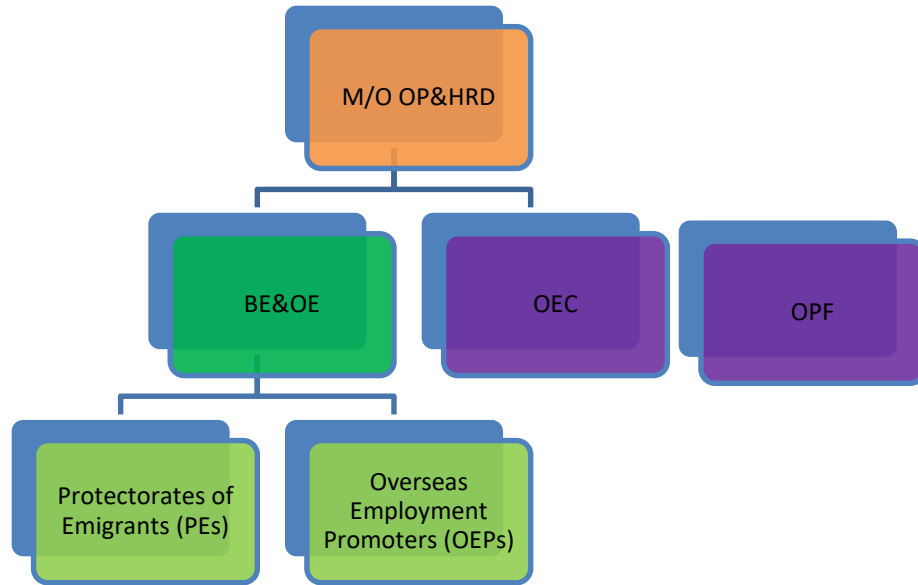 M/O OP&HRD
BE&OE
OEC
OPF
Protectorates of
Emigrants (PEs)
Overseas
Employment
Promoters (OEPs)